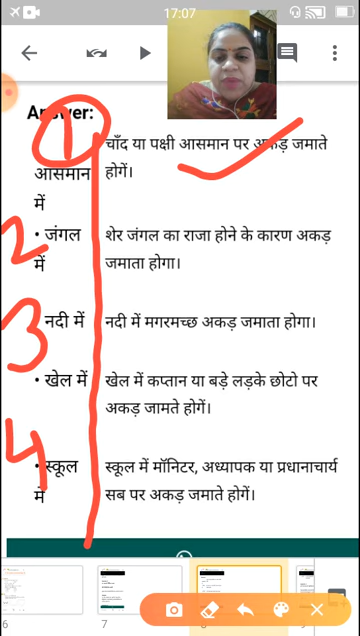 17:07
Answer:
1
आसमान में
चाँद या पक्षी आसमान पर अकड़ जमाते
होगें।
2
• जंगल में
शेर जंगल का राजा होने के कारण अकड़
जमाता होगा।
3
नदी में
नदी में मगरमच्छ अकड़ जमाता होगा।
• खेल में
खेल में कप्तान या बड़े लड़के छोटो पर
अकड़ जामते होगें।
4
• स्कूल में
स्कूल में मॉनिटर, अध्यापक या प्रधानाचार्य
सब पर अकड़ जमाते होगें।
6
7